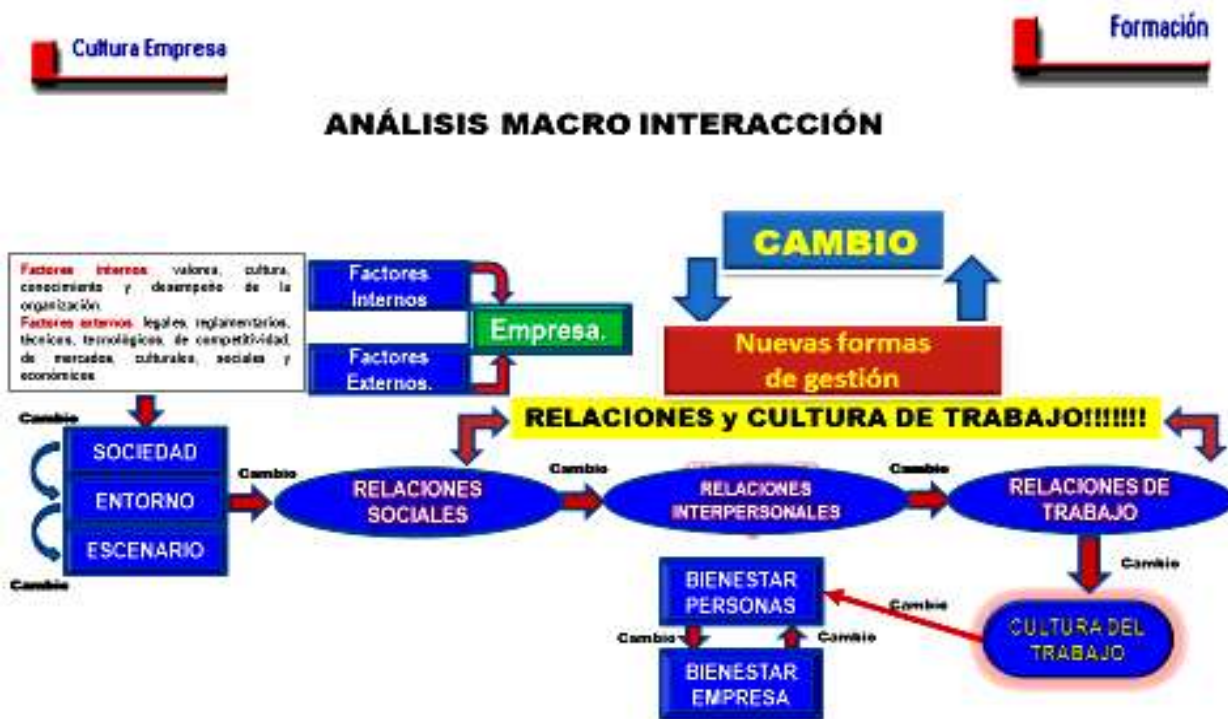 Cultura Empresa
Formación
ANÁLISIS MACRO INTERACCIÓN
Factores internos: valores, cultura,
conocimiento y desempeño de la
organización.
Factores externos: legales, reglamentarios,
técnicos, tecnológicos, de competitividad,
de mercados, culturales, sociales y
económicos
Factores
Internos
Factores
Externos.
Empresa.
CAMBIO
Nuevas formas
de gestión
RELACIONES y CULTURA DE TRABAJO!!!!!!!
Cambio
SOCIEDAD
ENTORNO
ESCENARIO
Cambio
Cambio
RELACIONES
SOCIALES
Cambio
RELACIONES
INTERPERSONALES
Cambio
RELACIONES DE
TRABAJO
Cambio
CULTURA DEL
TRABAJO
Cambio
BIENESTAR
PERSONAS
Cambio
Cambio
BIENESTAR
EMPRESA